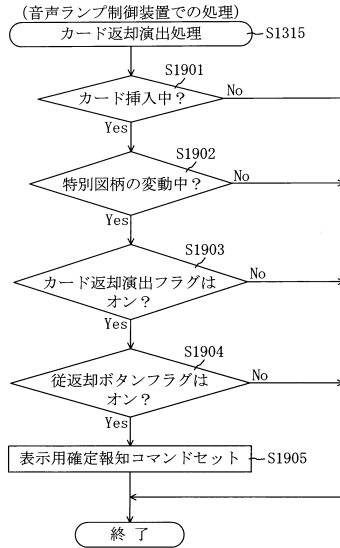 (音声ランプ制御装置での処理)
カード返却演出処理
S1315
S1901
カード挿入中？
No
Yes
S1902
特別図柄の変動中？
No
Yes
S1903
カード返却演出フラグは
オン？
No
Yes
S1904
従返却ボタンフラグは
オン？
No
Yes
表示用確定報知コマンドセット
S1905
終了